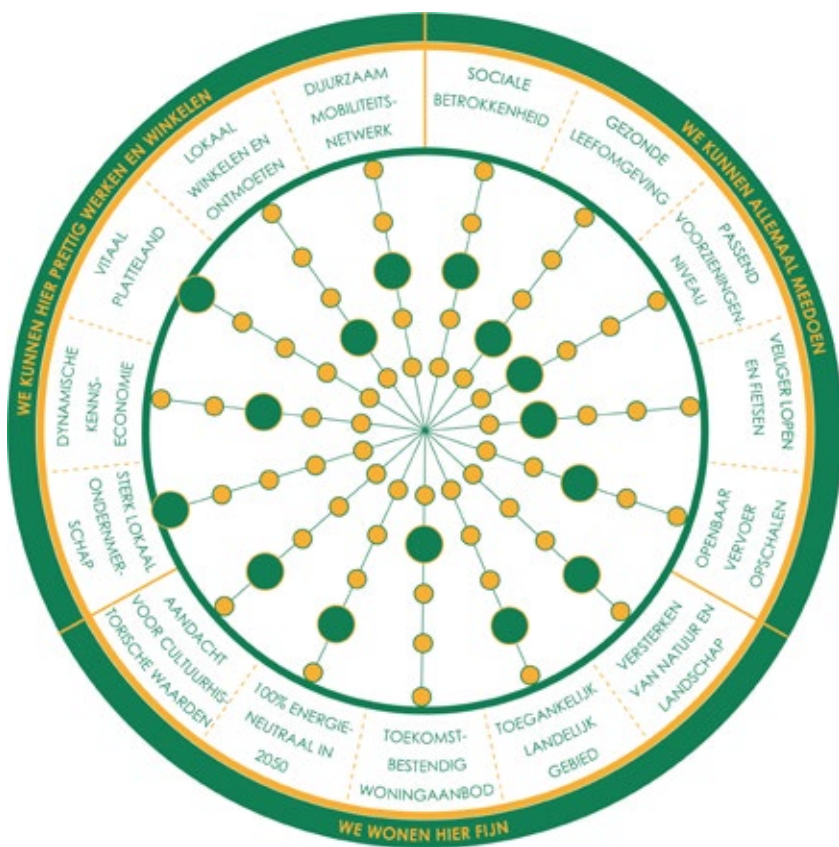 WE KUNNEN ALLEMAAL MEEDOEN
SOCIALE
BETROKKENHEID
GEZONDE
LEEFOMGEVING
PASSEND
VOORZIENINGEN-
NIVEAU
VEILIGER LOPEN
EN FIETSEN
OPENBAAR
VERVOER
OPSCHALEN
WE WONEN HIER FIJN
VERSTERKEN
VAN NATUUR EN
LANDSCHAP
TOEGANKELIJK
LANDELIJK
GEBIED
TOEKOMST-
BESTENDIG
WONINGAANBOD
100% ENERGIE-
NEUTRAAL IN
2050
AANDACHT
VOOR CULTUURHIS-
TORISCHE WAARDEN
WE KUNNEN HIER PRETTIG WERKEN EN WINKELEN
STERK LOKAAL
ONDERNMER-
SCHAP
DYNAMISCHE
KENNIS-
ECONOMIE
VITAAL
PLATTELAND
LOKAAL
WINKELEN EN
ONTMOETEN
DUURZAAM
MOBILITEITS-
NETWERK